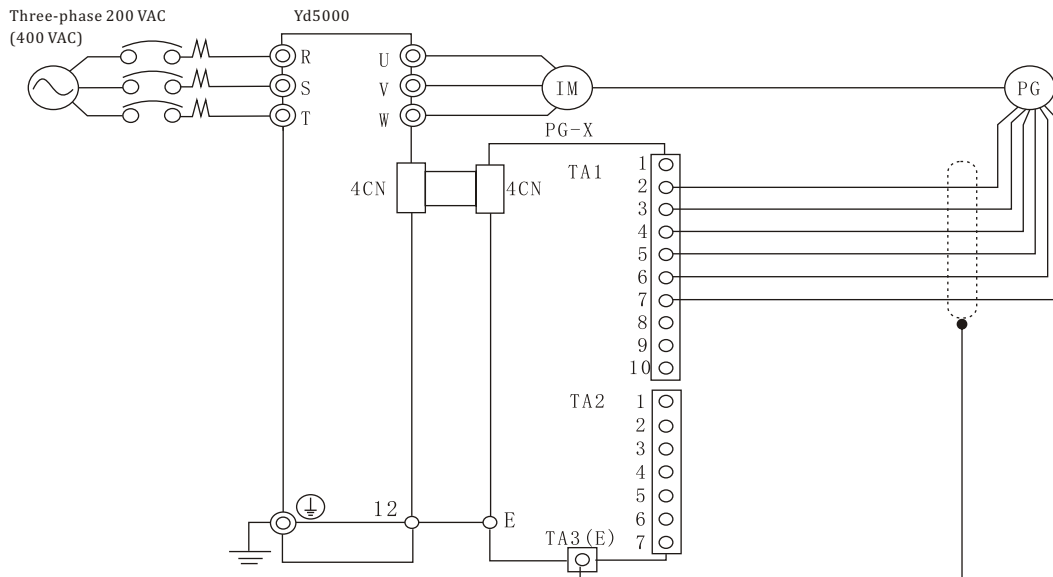 Three-phase 200 VAC
(400 VAC)
Yd5000
R
S
T
U
V
W
IM
PG
PG-X
4CN
4CN
TA1
1
2
3
4
5
6
7
8
9
10
TA2
1
2
3
4
5
6
7
12
E
TA3(E)